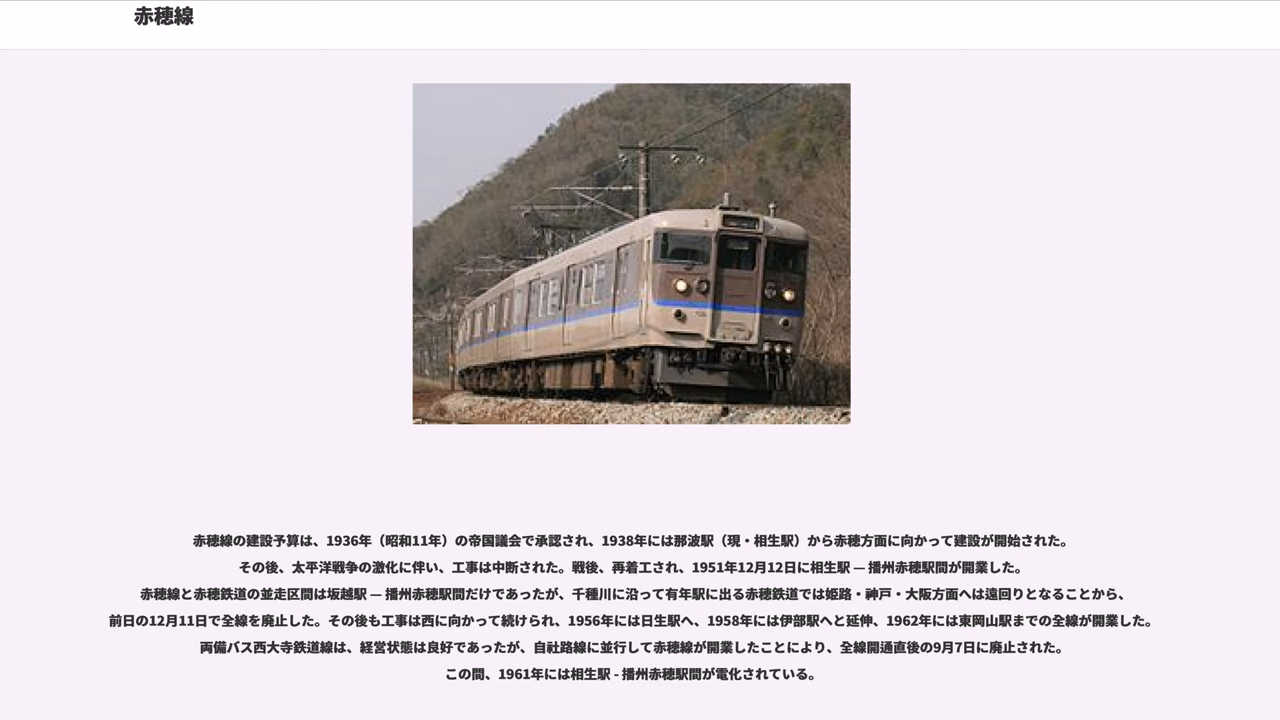 赤穂線
赤穂線の建設予算は、1936年（昭和11年）の帝国議会で承認され、1938年には那波駅（現・相生駅）から赤穂方面に向かって建設が開始された。
その後、太平洋戦争の激化に伴い、工事は中断された。戦後、再着工され、1951年12月12日に相生駅 — 播州赤穂駅間が開業した。
赤穂線と赤穂鉄道の並走区間は坂越駅 — 播州赤穂駅間だけであったが、千種川に沿って有年駅に出る赤穂鉄道では姫路・神戸・大阪方面へは遠回りとなることから、
前日の12月11日で全線を廃止した。その後も工事は西に向かって続けられ、1956年には日生駅へ、1958年には伊部駅へと延伸、1962年には東岡山駅までの全線が開業した。
両備バス西大寺鉄道線は、経営状態は良好であったが、自社路線に並行して赤穂線が開業したことにより、全線開通直後の9月7日に廃止された。
この間、1961年には相生駅 - 播州赤穂駅間が電化されている。